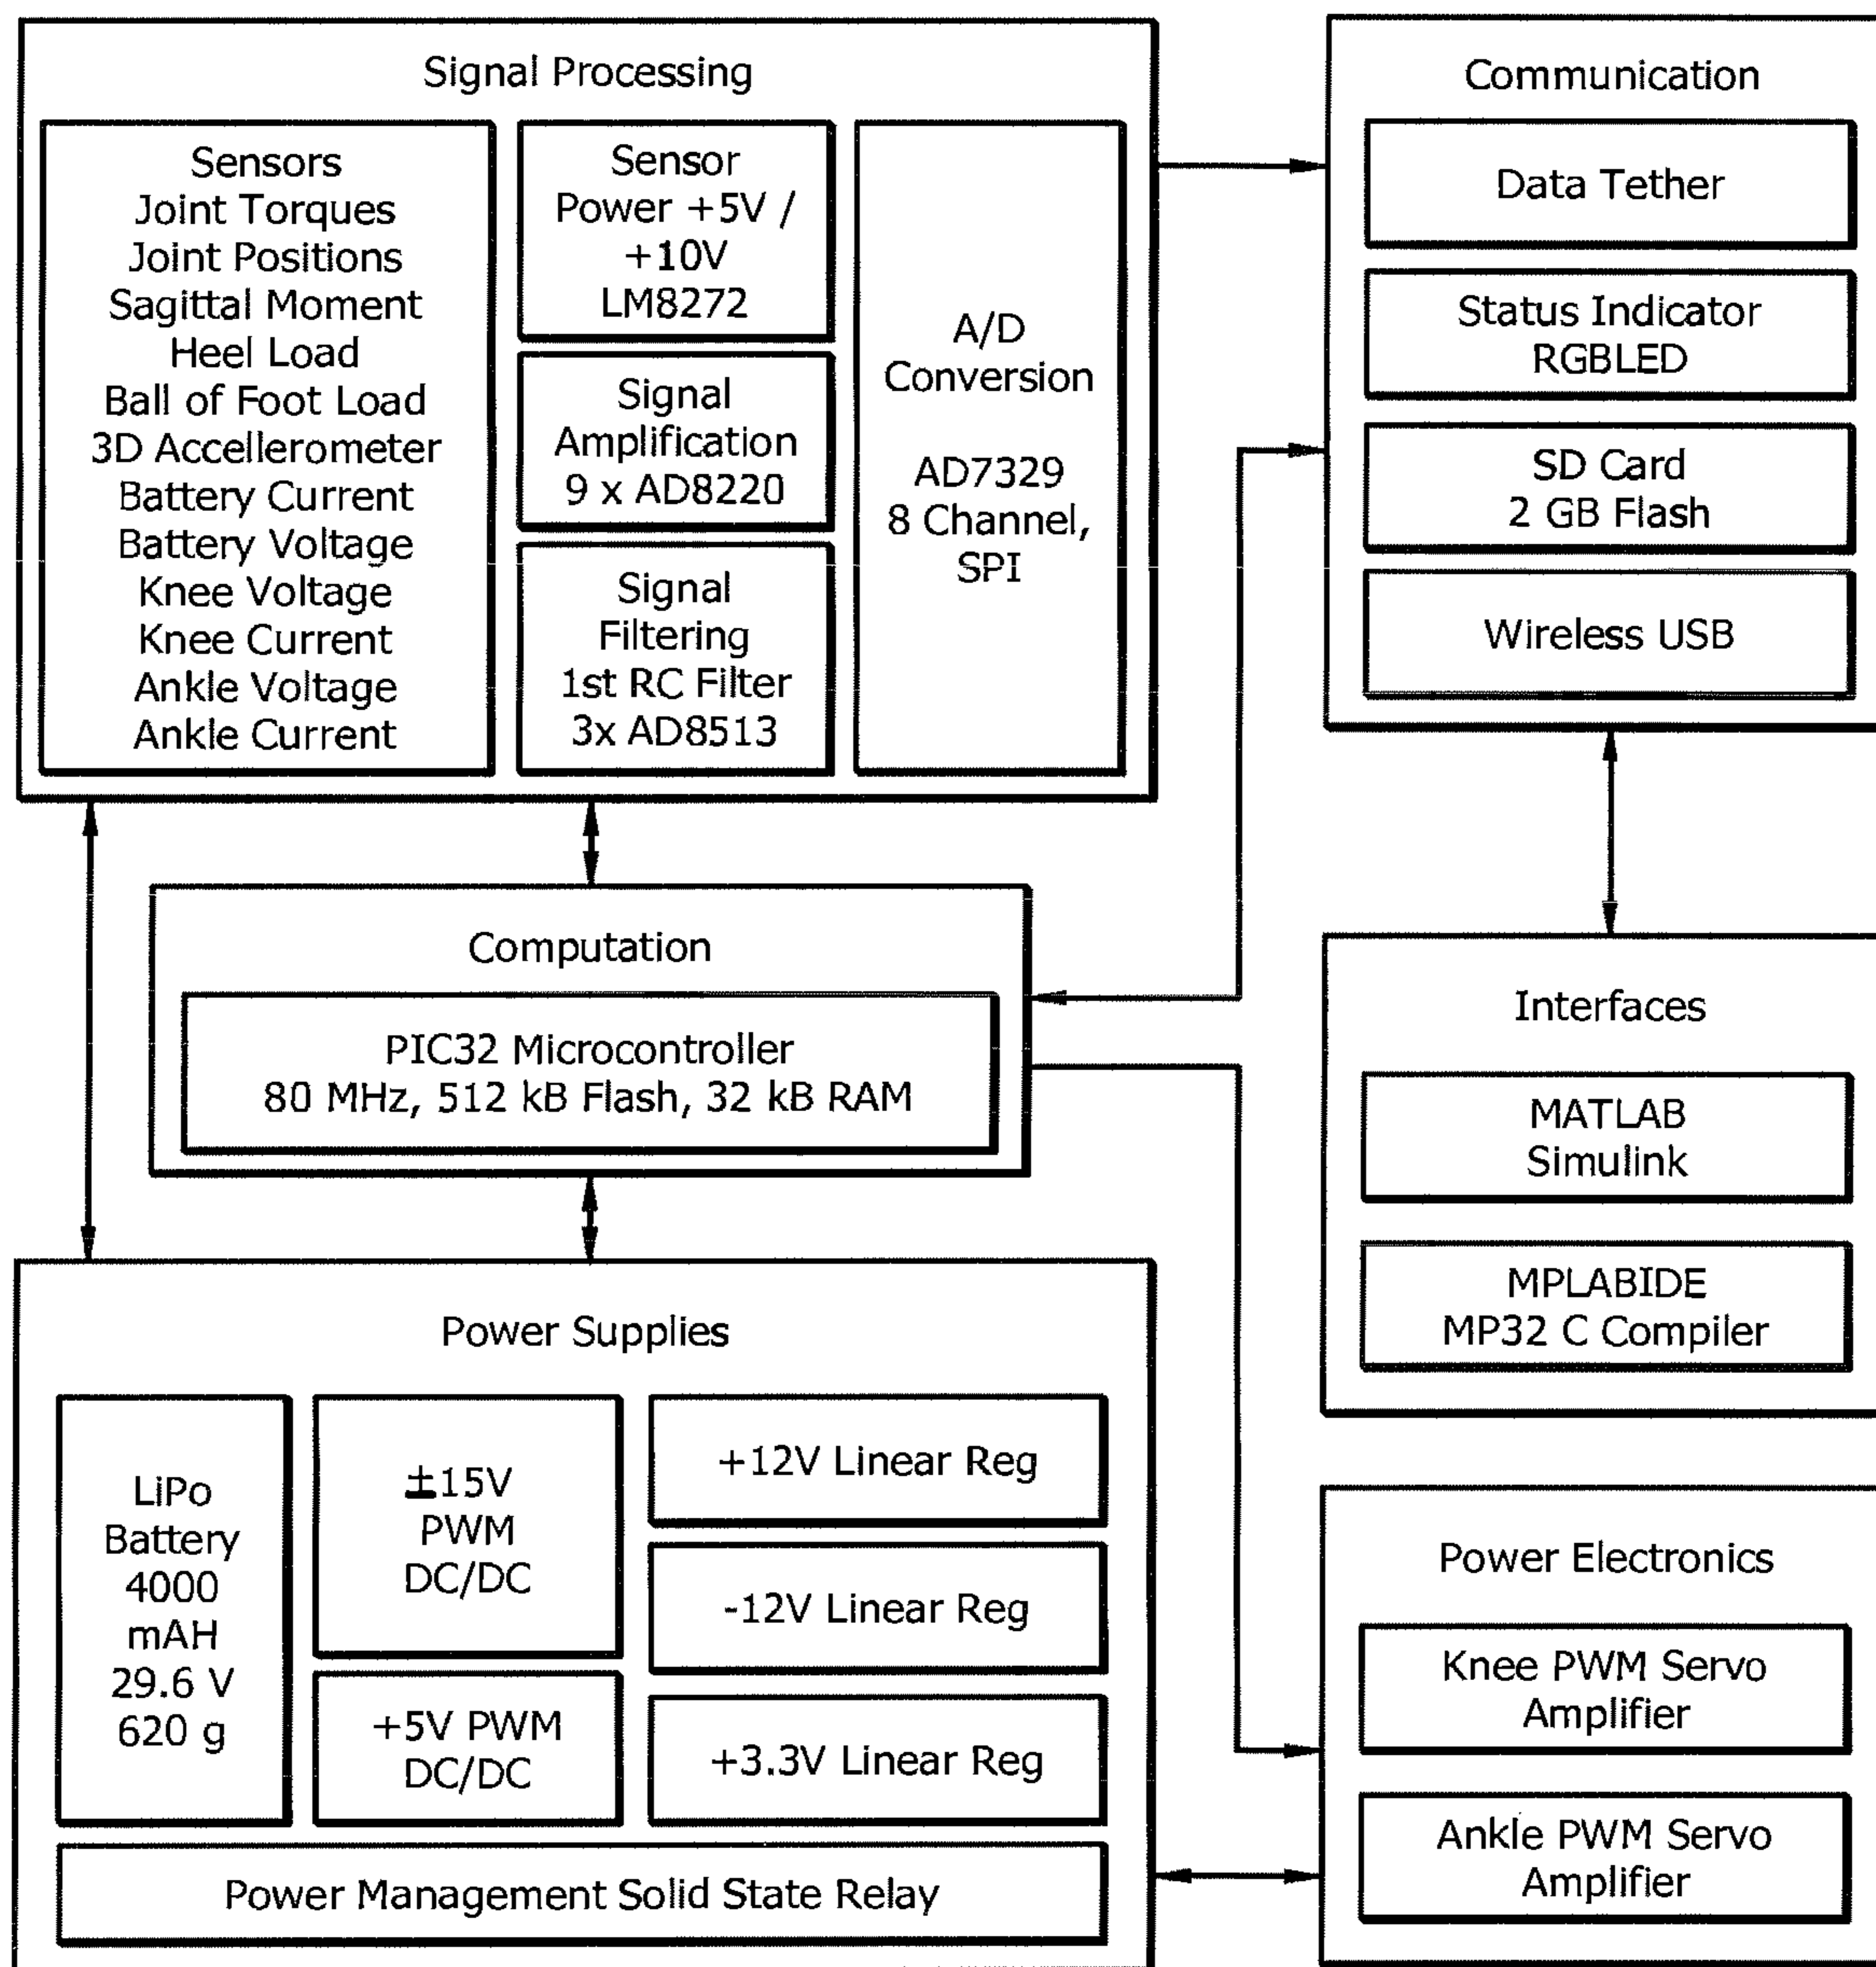 Signal Processing
Sensors
Joint Torques
Joint Positions
Sagittal Moment
Heel Load
Ball of Foot Load
3D Accellerometer
Battery Current
Battery Voltage
Knee Voltage
Knee Current
Ankle Voltage
Ankle Current
Sensor
Power +5V /
+10V
LM8272
Signal
Amplification
9 x AD8220
Signal
Filtering
1st RC Filter
3x AD8513
A/D
Conversion
AD7329
8 Channel,
SPI
Communication
Data Tether
Status Indicator
RGBLED
SD Card
2 GB Flash
Wireless USB
Computation
PIC32 Microcontroller
80 MHz, 512 kB Flash, 32 kB RAM
Interfaces
MATLAB
Simulink
MPLABIDE
MP32 C Compiler
Power Supplies
LiPo
Battery
4000
mAH
29.6 V
620 g
±15V
PWM
DC/DC
+5V PWM
DC/DC
+12V Linear Reg
-12V Linear Reg
+3.3V Linear Reg
Power Management Solid State Relay
Power Electronics
Knee PWM Servo
Amplifier
Ankle PWM Servo
Amplifier